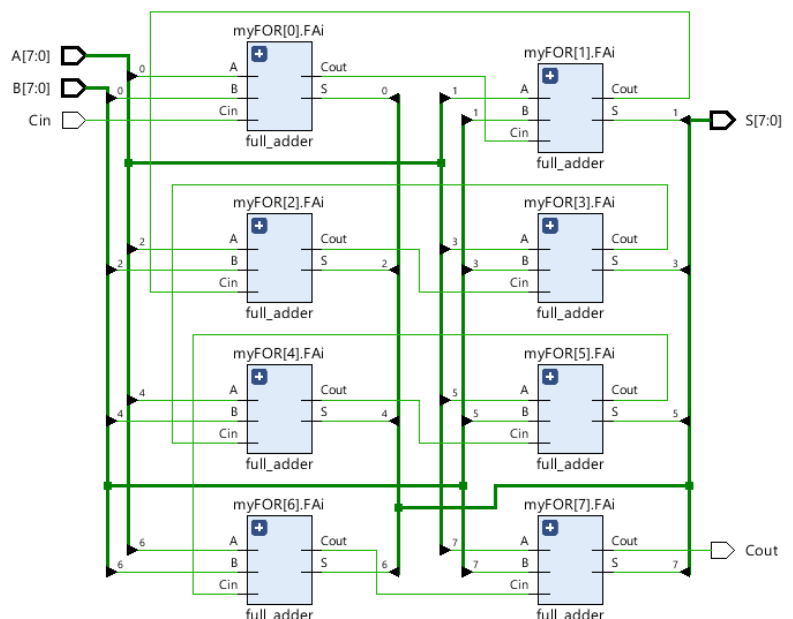 myFOR[0].FAi
A[7:0]
0
A
Cout
B[7:0]
0
B
S
0
Cin
Cin
full_adder
myFOR[1].FAi
1
A
Cout
1
B
S
1
S[7:0]
Cin
full_adder
myFOR[2].FAi
2
A
Cout
2
B
S
2
Cin
full_adder
myFOR[3].FAi
3
A
Cout
3
B
S
3
Cin
full_adder
myFOR[4].FAi
4
A
Cout
4
B
S
4
Cin
full_adder
myFOR[5].FAi
5
A
Cout
5
B
S
5
Cin
full_adder
myFOR[6].FAi
6
A
Cout
6
B
S
6
Cin
full_adder
myFOR[7].FAi
7
A
Cout
Cout
7
B
S
7
Cin
full_adder